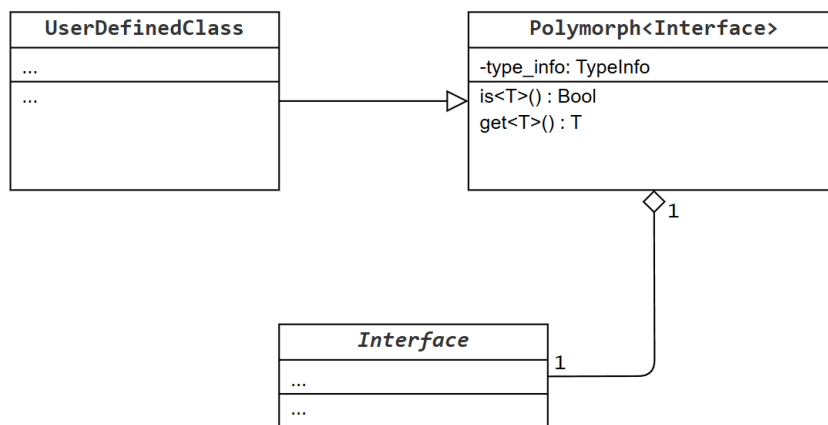 UserDefinedClass
...
...
Polymorph<Interface>
-type_info: TypeInfo
is<T>() : Bool
get<T>() : T
1
Interface
1
...
...